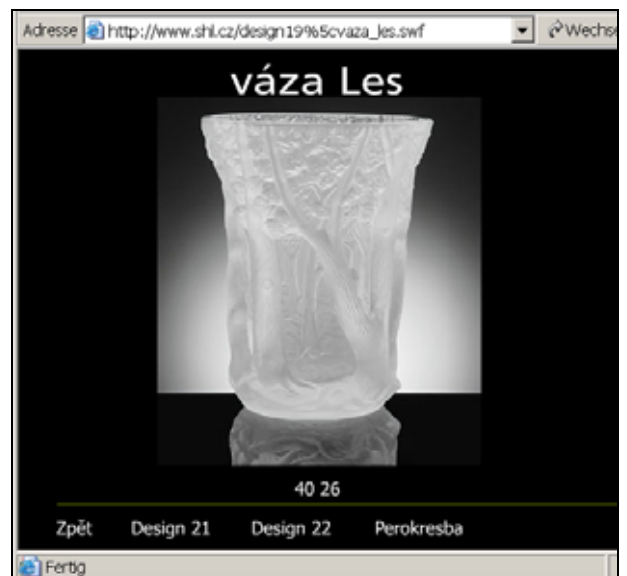 Adresse http://www.shl.cz/design19%5cvaza_les.swf Wechse
váza Les
40 26
Zpět Design 21 Design 22 Perokresba
Fertig